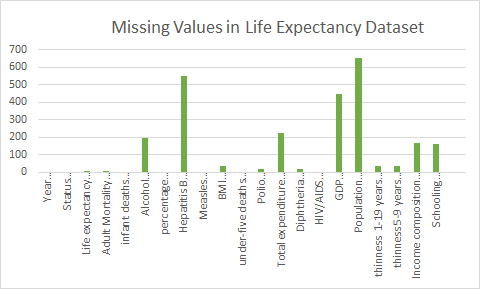 Missing Values in Life Expectancy Dataset
700
600
500
400
300
200
100
0
Year...
Status...
Life expectancy...
Adult Mortality...
infant deaths...
Alcohol...
percentage...
Hepatitis B...
Measles...
BMI...
under-five deaths...
Polio...
Total expenditure...
Diphtheria...
HIV/AIDS...
GDP...
Population...
thinness 1-19 years...
thinness 5-9 years...
Income composition...
Schooling...